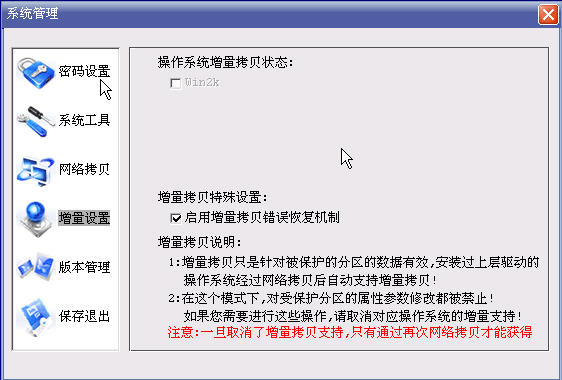 系统管理
密码设置
系统工具
网络拷贝
增量设置
版本管理
保存退出
操作系统增量拷贝状态:
Win2k
增量拷贝特殊设置:
启用增量拷贝错误恢复机制
增量拷贝说明:
1:增量拷贝只是针对被保护的分区的数据有效,安装过上层驱动的
操作系统经过网络拷贝后自动支持增量拷贝!
2:在这个模式下,对受保护分区的属性参数修改都被禁止!
如果您需要进行这些操作,请取消对应操作系统的增量支持!
注意:一旦取消了增量拷贝支持,只有通过再次网络拷贝才能获得